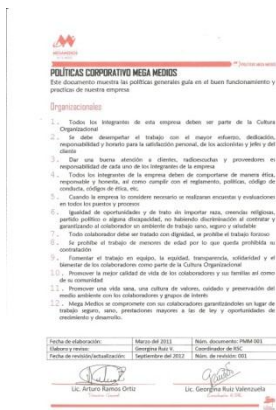 MEGAMEDIOS
POLÍTICAS CORPORATIVO MEGA MEDIOS
Este documento muestra las políticas generales guía en el buen funcionamiento y
practicas de nuestra empresa
Organizacionales
1. Todos los integrantes de esta empresa deben ser parte de la Cultura
Organizacional
2. Se debe desempeñar el trabajo con el mayor esfuerzo, dedicación,
responsabilidad y horario para la satisfacción personal, de los accionistas y jefes y del
cliente
3. Dar una buena atención a clientes, radioescuchas y proveedores es
responsabilidad de cada uno de los integrantes de la empresa
4. Todos los integrantes de la empresa deben de comportarse de manera ética,
responsable y honesta, así como cumplir con el reglamento, políticas, código de
conducta, códigos de ética, etc.
5. Cuando la empresa lo considere necesario se realizaran encuestas y evaluaciones
en todos los puestos y procesos
6. Igualdad de oportunidades y de trato sin importar raza, creencias religiosas,
partido político o alguna discapacidad, no habiendo discriminación al contratar y
garantizando al colaborador un ambiente de trabajo sano, seguro y saludable
7. Todo colaborador debe ser tratado con dignidad, se prohíbe el trabajo forzoso
8. Se prohíbe el trabajo de menores de edad por lo que queda prohibida su
contratación
9. Fomentar el trabajo en equipo, la equidad, transparencia, solidaridad y el
bienestar de los colaboradores como parte de la Cultura Organizacional
10. Promover la mejor calidad de vida de los colaboradores y sus familias así como
de su comunidad
11. Promover una vida sana, una cultura de valores, cuidado y preservación del
medio ambiente con los colaboradores y grupos de interés
12. Mega Medios se compromete con sus colaboradores garantizándoles un lugar de
trabajo seguro, sano, prestaciones mayores a las de ley y oportunidades de
crecimiento y desarrollo.
Fecha de elaboración: Marzo del 2011 Núm. documento: PMM 001
Elaboro y reviso: Georgina Ruiz V. Coordinador de RSC
Fecha de revisión/actualización: Septiembre del 2012 Núm. de revisión: 001
Lic. Arturo Ramos Ortiz Lic. Georgina Ruiz Valenzuela
Director General